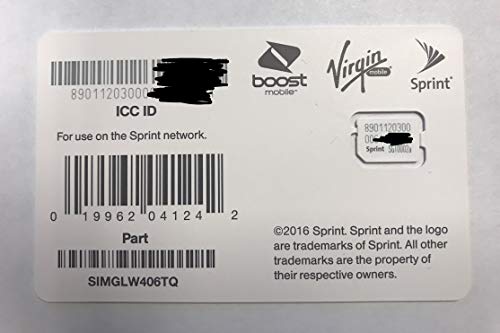 8901120300
ICC ID
For use on the Sprint network.
0 19962 04124 2
Part
SIMGLW406TQ
boost
mobile
Virgin
mobile
Sprint
8901120300
Sprint
©2016 Sprint. Sprint and the logo
are trademarks of Sprint. All other
trademarks are the property of
their respective owners.